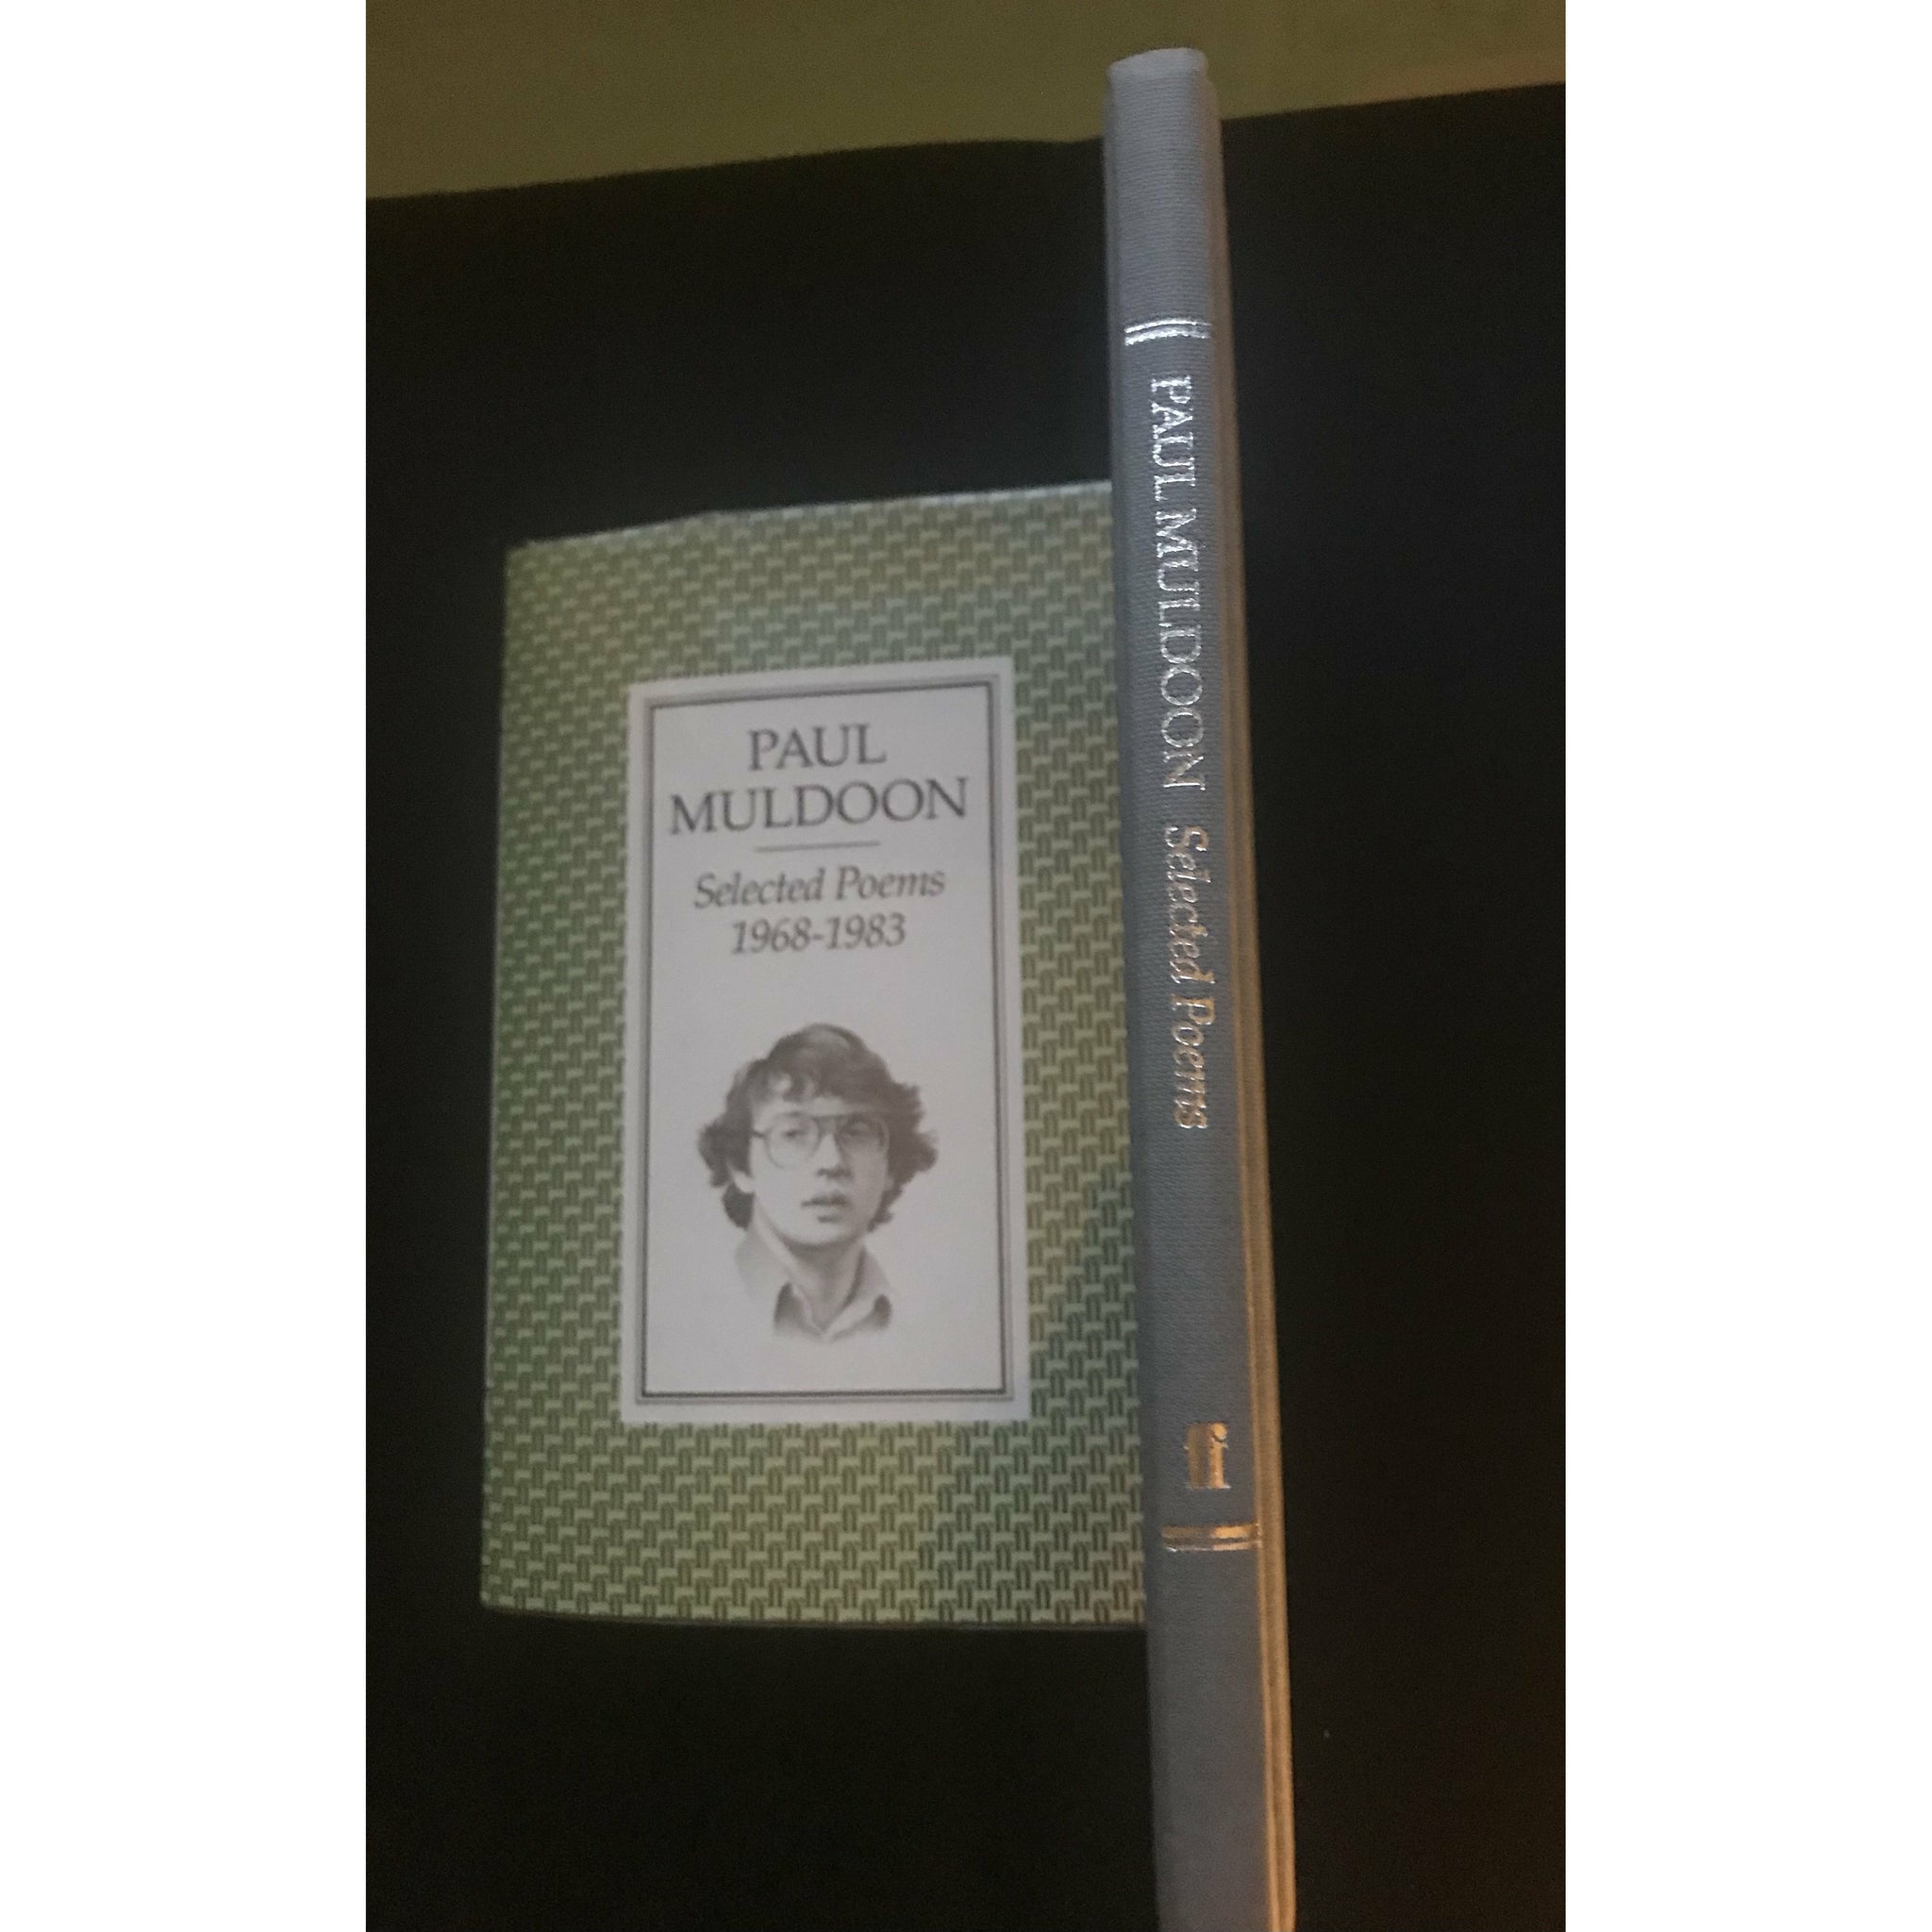 PAUL
MULDOON
Selected Poems
1968-1983
PAUL MULDOON Selected Poems
ff